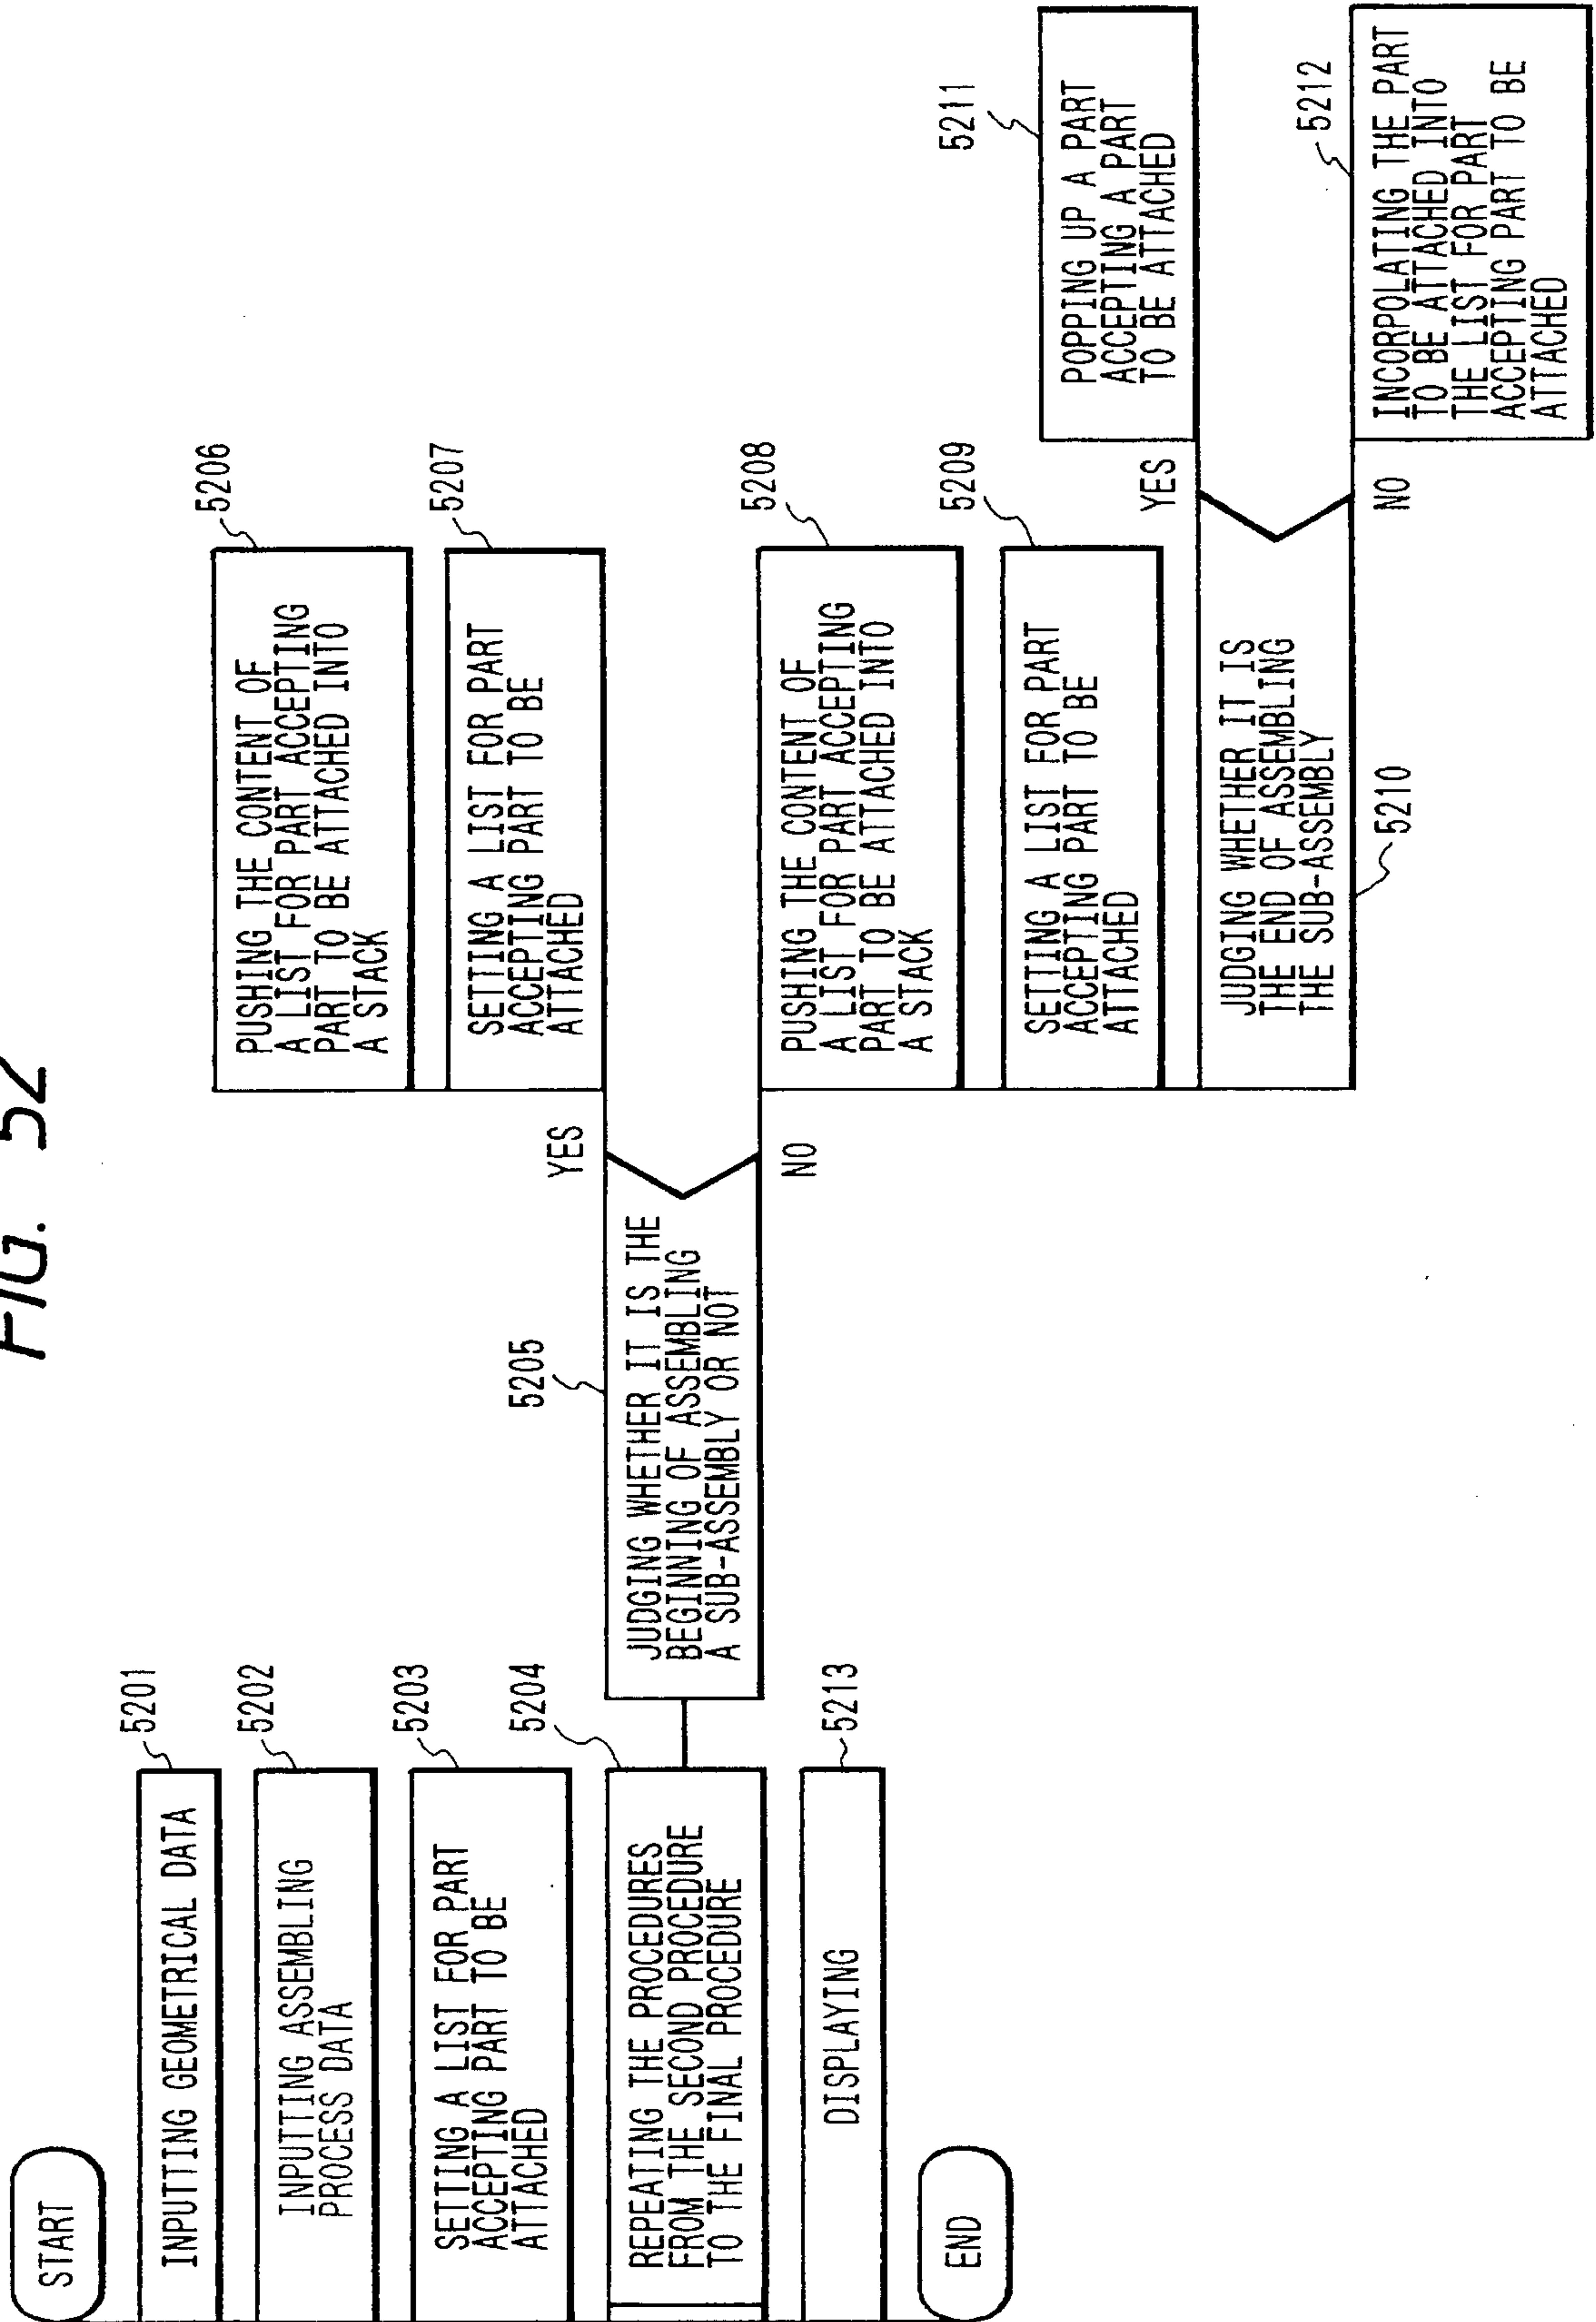 FIG. 52
START
5201
INPUTTING GEOMETRICAL DATA
5202
INPUTTING ASSEMBLING
PROCESS DATA
5203
SETTING A LIST FOR PART
ACCEPTING PART TO BE
ATTACHED
5204
REPEATING THE PROCEDURES
FROM THE SECOND PROCEDURE
TO THE FINAL PROCEDURE
5205
JUDGING WHETHER IT IS THE
BEGINNING OF ASSEMBLING
A SUB-ASSEMBLY OR NOT
YES
5206
PUSHING THE CONTENT OF
A LIST FOR PART ACCEPTING
PART TO BE ATTACHED INTO
A STACK
5207
SETTING A LIST FOR PART
ACCEPTING PART TO BE
ATTACHED
NO
5208
PUSHING THE CONTENT OF
A LIST FOR PART ACCEPTING
PART TO BE ATTACHED INTO
A STACK
5209
SETTING A LIST FOR PART
ACCEPTING PART TO BE
ATTACHED
JUDGING WHETHER IT IS
THE END OF ASSEMBLING
THE SUB-ASSEMBLY
5210
YES
5211
POPPING UP A PART
ACCEPTING A PART
TO BE ATTACHED
NO
5212
INCORPOLATING THE PART
TO BE ATTACHED INTO
THE LIST FOR PART
ACCEPTING PART TO BE
ATTACHED
5213
DISPLAYING
END